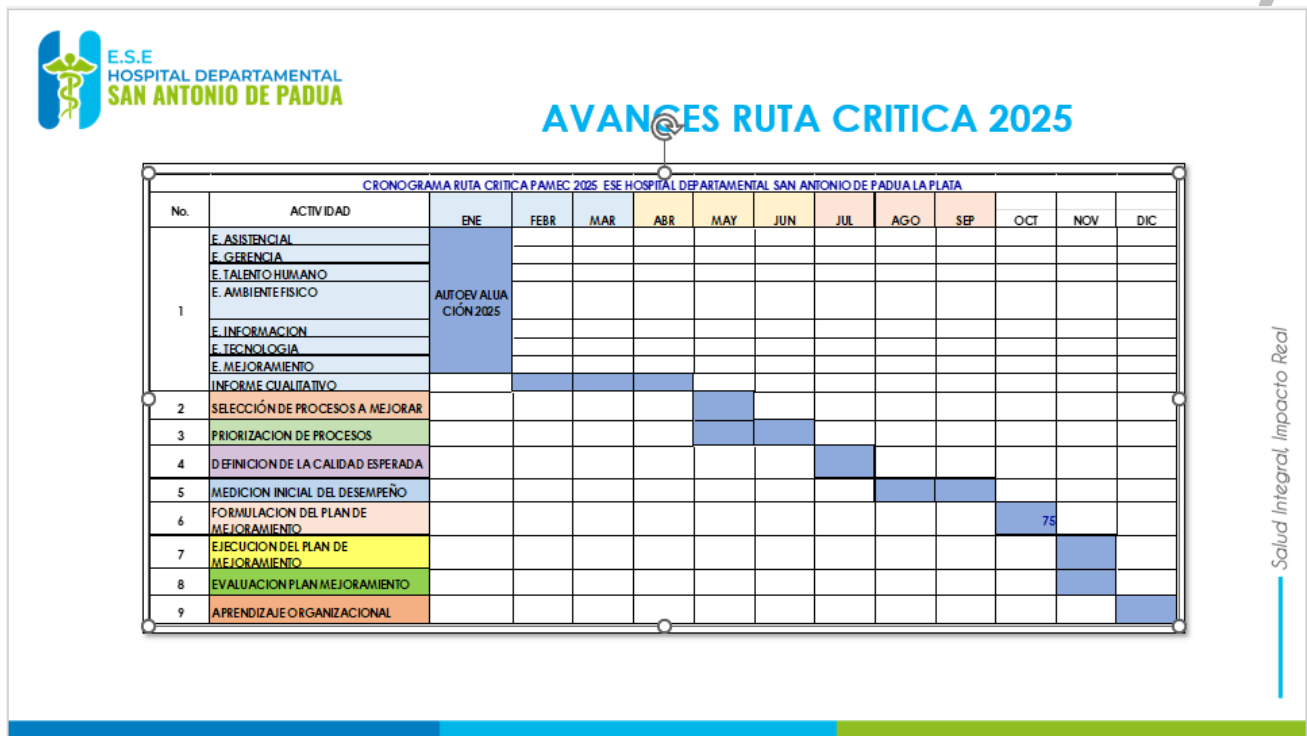 E.S.E
HOSPITAL DEPARTAMENTAL
SAN ANTONIO DE PADUA
AVANCES RUTA CRITICA 2025
CRONOGRAMA RUTA CRITICA PAMEC 2025 ESE HOSPITAL DEPARTAMENTAL SAN ANTONIO DE PADUA LA PLATA
No. ACTIVIDAD ENE FEBR MAR ABR MAY JUN JUL AGO SEP OCT NOV DIC
E. ASISTENCIAL
E. GERENCIA
E. TALENTO HUMANO
E. AMBIENTE FISICO
AUTOEVALUA
CIÓN 2025
1
E. INFORMACION
E. TECNOLOGIA
E. MEJORAMIENTO
INFORME CUALITATIVO
2 SELECCIÓN DE PROCESOS A MEJORAR
3 PRIORIZACION DE PROCESOS
4 DEFINICION DE LA CALIDAD ESPERADA
5 MEDICION INICIAL DEL DESEMPEÑO
6 FORMULACION DEL PLAN DE
MEJORAMIENTO
75
7 EJECUCION DEL PLAN DE
MEJORAMIENTO
8 EVALUACION PLAN MEJORAMIENTO
9 APRENDIZAJE ORGANIZACIONAL
Salud Integral, Impacto Real